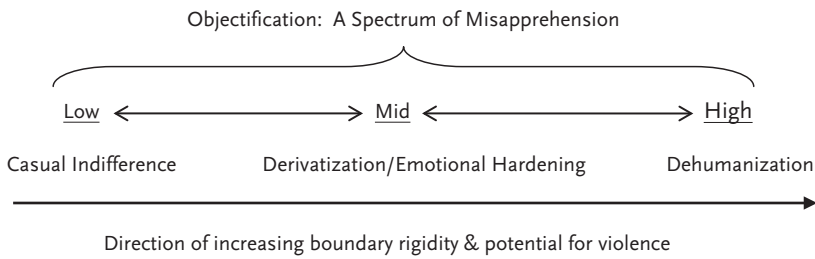 Objectification: A Spectrum of Misapprehension
Low Mid High
Casual Indifference Derivatization/Emotional Hardening Dehumanization
Direction of increasing boundary rigidity & potential for violence